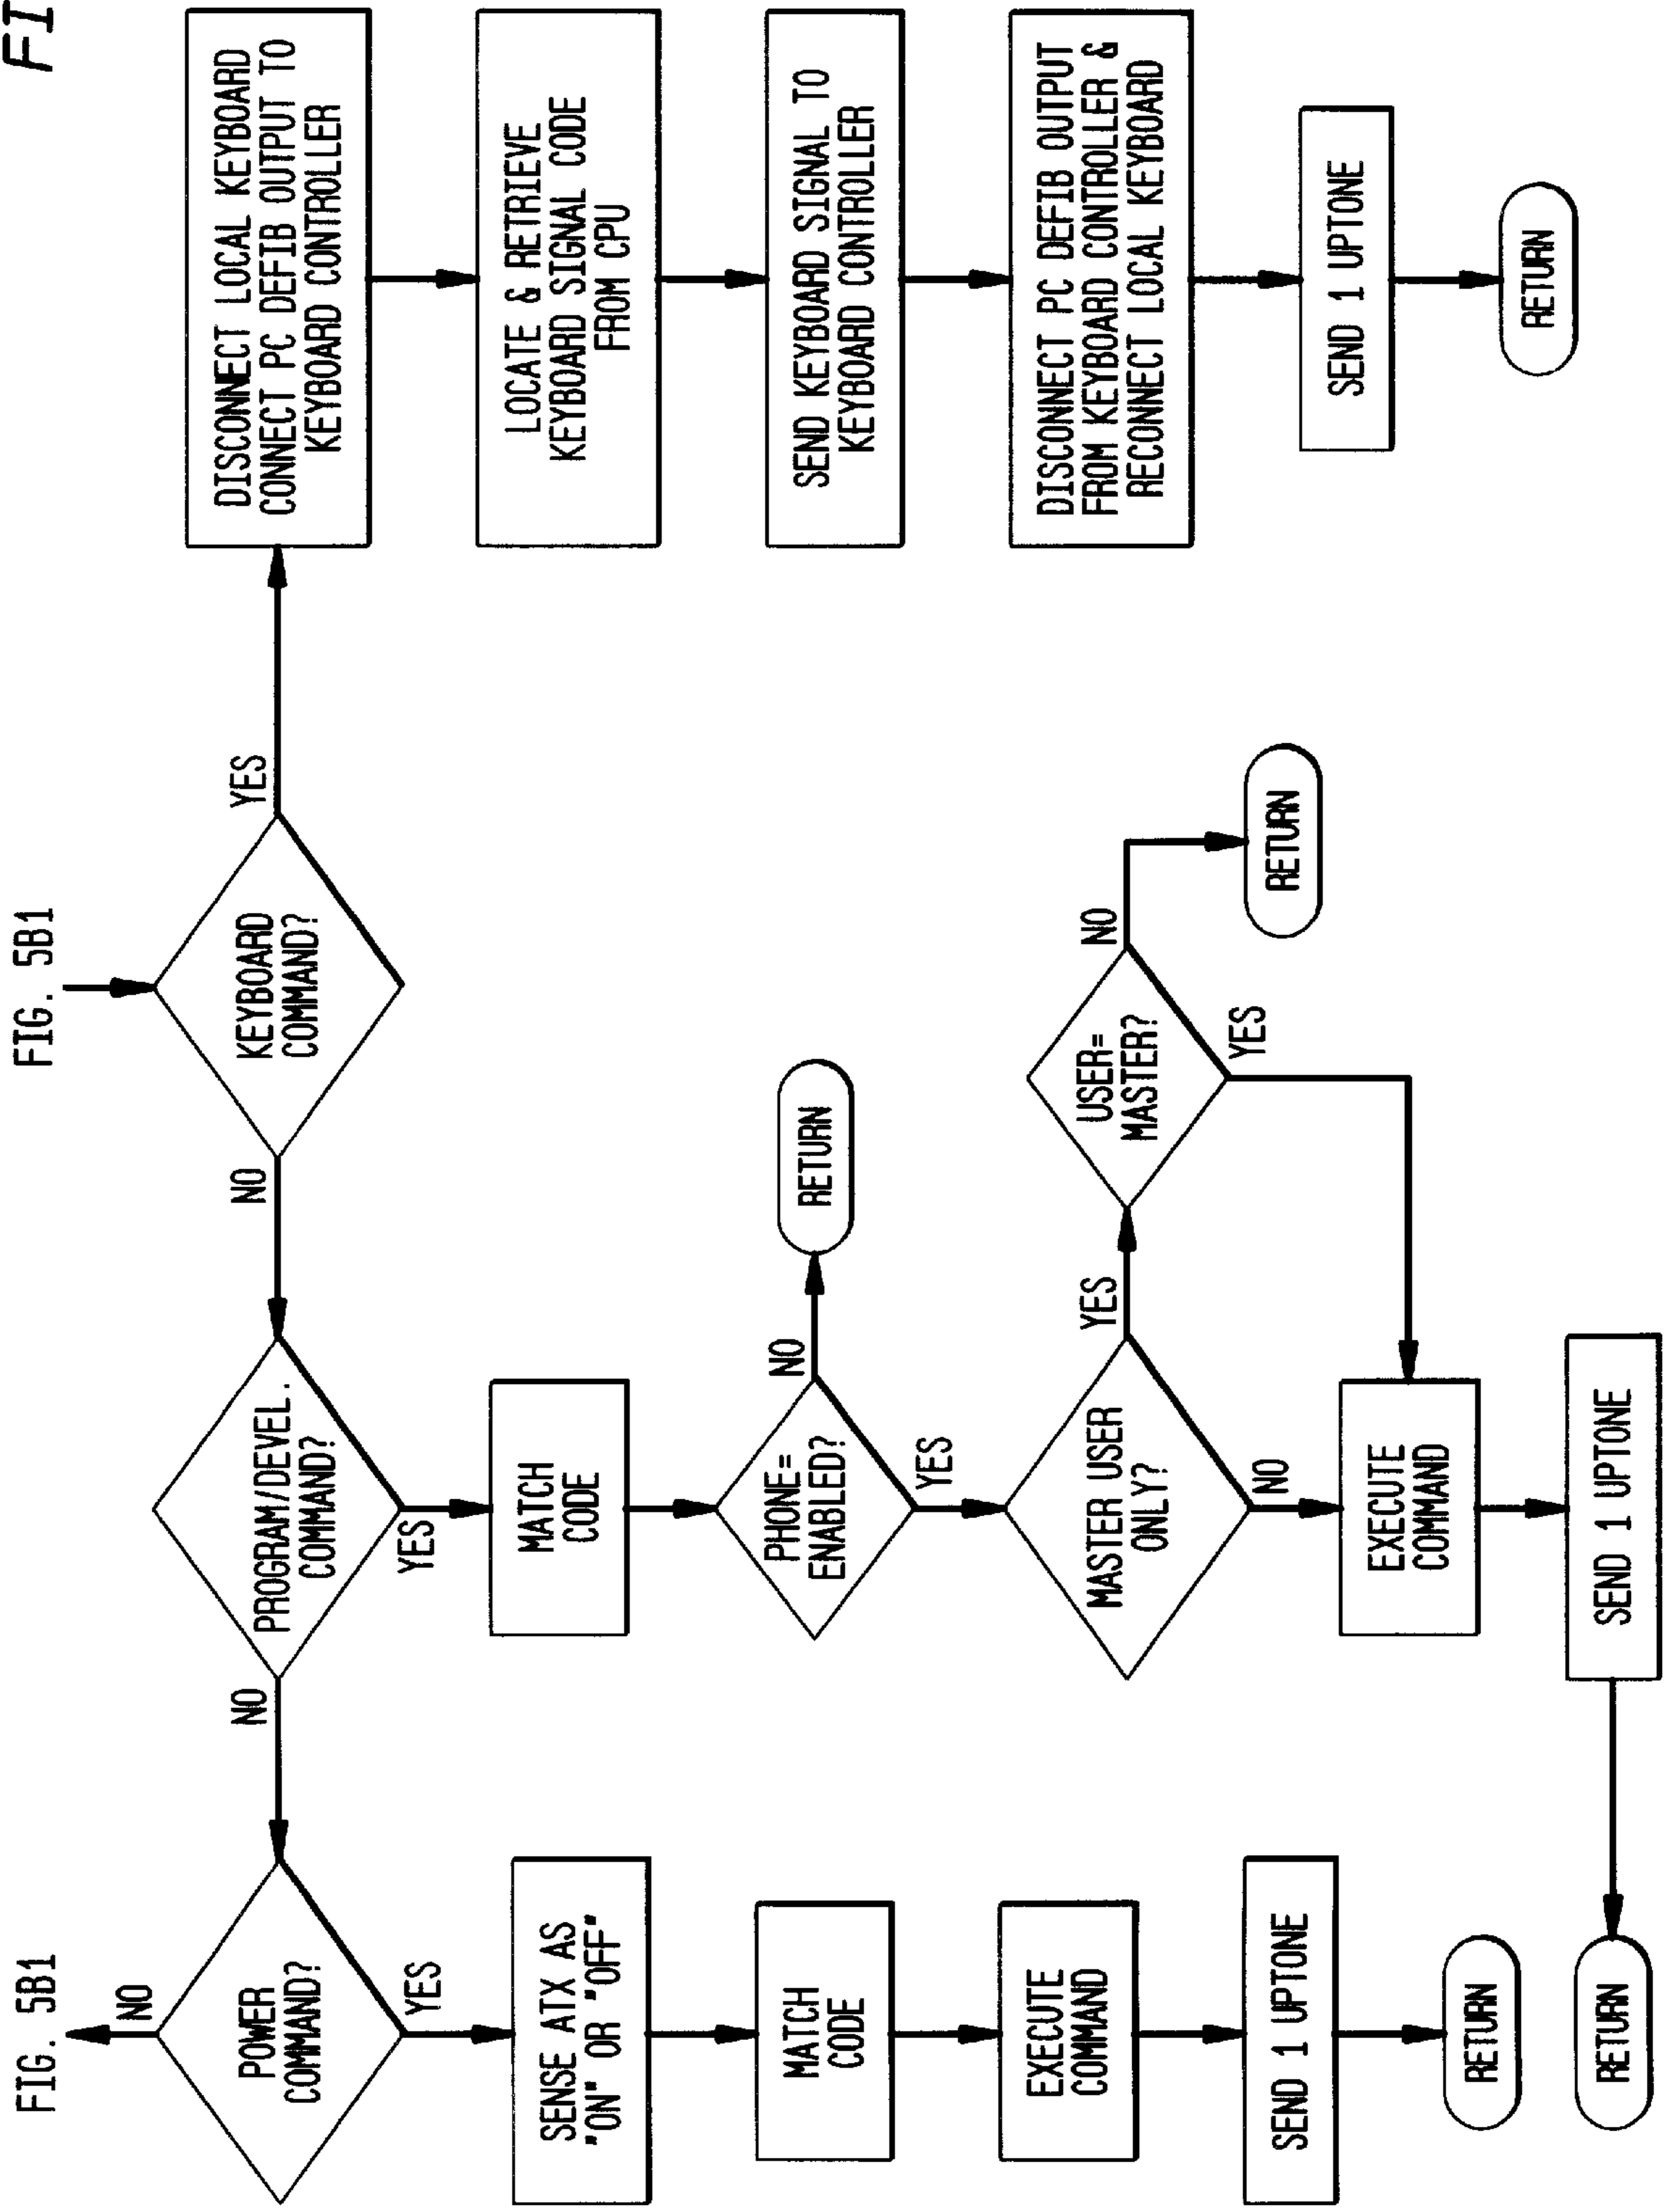 FI
FIG. 5B1
FIG. 5B1
NO
POWER
COMMAND?
YES
SENSE ATX AS
"ON" OR "OFF"
MATCH
CODE
EXECUTE
COMMAND
SEND 1 UPTONE
RETURN
NO
PROGRAM/DEVEL.
COMMAND?
YES
MATCH
CODE
PHONE=
ENABLED?
NO
RETURN
YES
MASTER USER
ONLY?
YES
NO
USER=
MASTER?
NO
RETURN
YES
EXECUTE
COMMAND
SEND 1 UPTONE
RETURN
NO
KEYBOARD
COMMAND?
YES
DISCONNECT LOCAL KEYBOARD
CONNECT PC DEFIB OUTPUT TO
KEYBOARD CONTROLLER
LOCATE & RETRIEVE
KEYBOARD SIGNAL CODE
FROM CPU
SEND KEYBOARD SIGNAL TO
KEYBOARD CONTROLLER
DISCONNECT PC DEFIB OUTPUT
FROM KEYBOARD CONTROLLER &
RECONNECT LOCAL KEYBOARD
SEND 1 UPTONE
RETURN